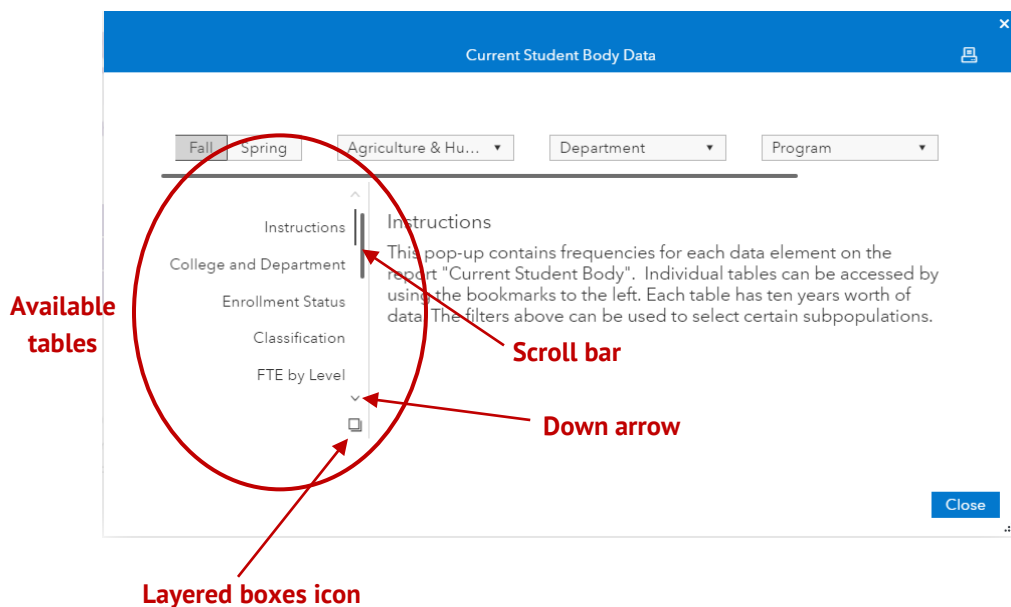 Current Student Body Data
Fall Spring Agriculture & Hu... Department Program
Instructions
College and Department
Enrollment Status
Classification
FTE by Level
Instructions
This pop-up contains frequencies for each data element on the
report "Current Student Body". Individual tables can be accessed by
using the bookmarks to the left. Each table has ten years worth of
data. The filters above can be used to select certain subpopulations.
Available
tables
Scroll bar
Down arrow
Close
Layered boxes icon